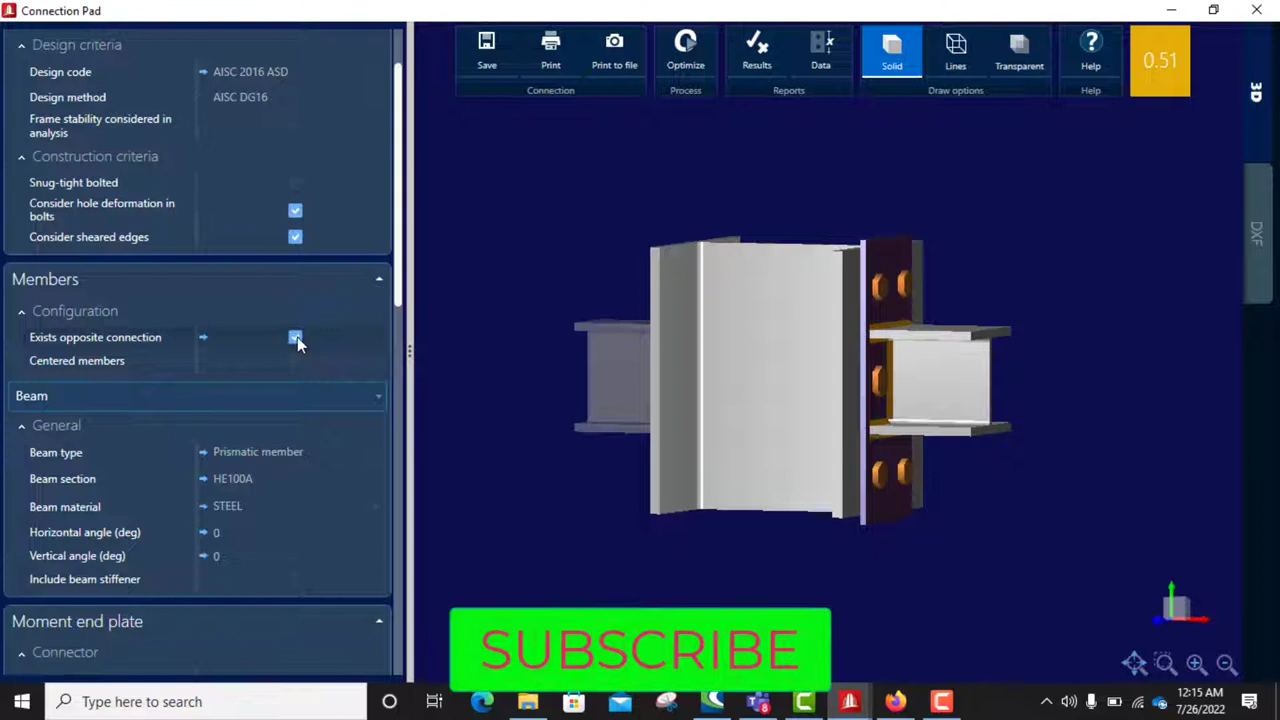 Connection Pad
Design criteria
Design code AISC 2016 ASD
Design method AISC DG16
Frame stability considered in
analysis
Construction criteria
Snug-tight bolted
Consider hole deformation in
bolts
Consider sheared edges
Members
Configuration
Exists opposite connection
Centered members
Beam
General
Beam type Prismatic member
Beam section HE100A
Beam material STEEL
Horizontal angle (deg) 0
Vertical angle (deg) 0
Include beam stiffener
Moment end plate
Connector
Save Print Print to file Optimize Results Data Solid Lines Transparent Help
Connection Process Reports Draw options Help
0.51
3D
DXF
SUBSCRIBE
Type here to search
8
12:15 AM
7/26/2022